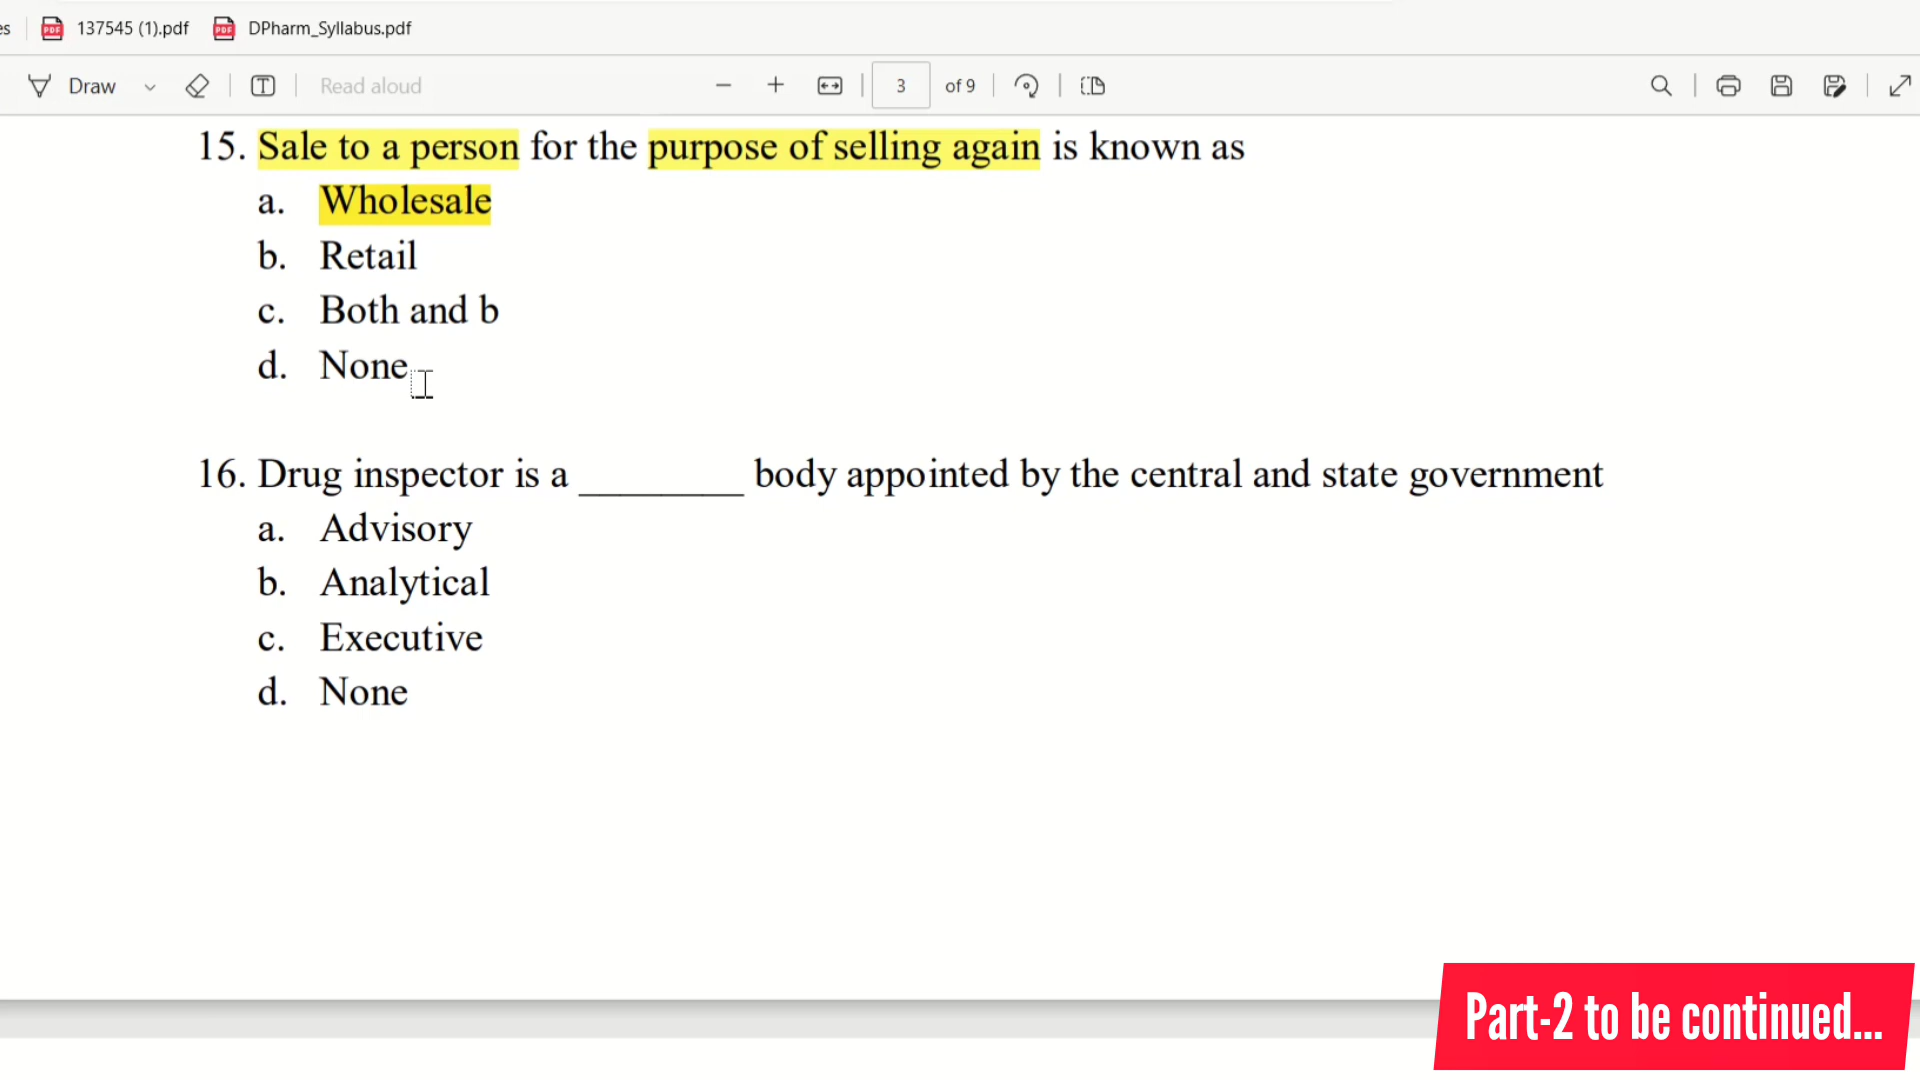 es 137545 (1).pdf DPharm_Syllabus.pdf
Draw Read aloud 3 of 9
15. Sale to a person for the purpose of selling again is known as
a. Wholesale
b. Retail
c. Both and b
d. None
16. Drug inspector is a ________ body appointed by the central and state government
a. Advisory
b. Analytical
c. Executive
d. None
Part-2 to be continued...